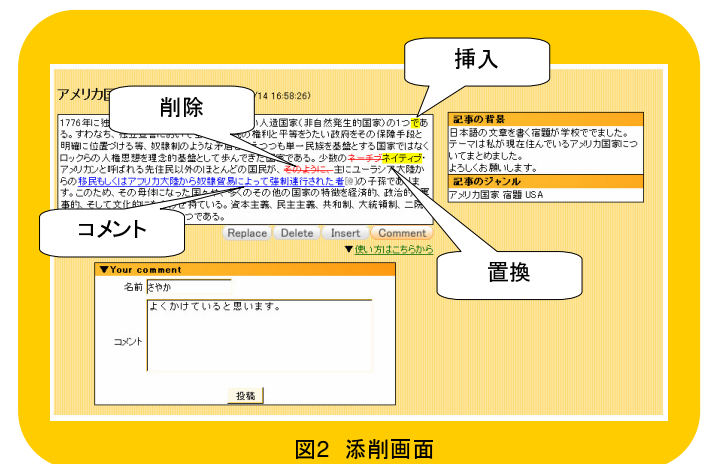 挿入
アメリカ国
/14 16:58:26)
削除
1776年に独
い人造国家(非自然発生的国家)の1つであ
る。すなわち、独立宣言において
の権利と平等をうたい政府をその保障手段と
明確に位置づける等、奴隷制のような矛盾
つつも単一民族を基盤とする国家ではなく
ロックらの人権思想を理念的基盤として歩んできた国家である。少数のネーチブネイティブ・
アメリカンと呼ばれる先住民以外のほとんどの国民が、そのように、主にユーラシア大陸か
らの移民もしくはアフリカ大陸から奴隷貿易によって強制連行された者[※]の子孫であり
す。このため、その母体になった国々や、多くのその他の国家の特徴を経済的、政治的、軍
事的、そして文化的に
せ持ている。資本主義、民主主義、共和制、大統領制、二院
つである。
記事の背景
日本語の文章を書く宿題が学校ででました。
テーマは私が現在住んでいるアメリカ国家につ
いてまとめました。
よろしくお願いします。
記事のジャンル
アメリカ国家 宿題 USA
コメント
Replace Delete Insert Comment
▼使い方はこちらから
置換
▼Your comment
名前 さやか
よくかけていると思います。
コメント
投稿
図2 添削画面